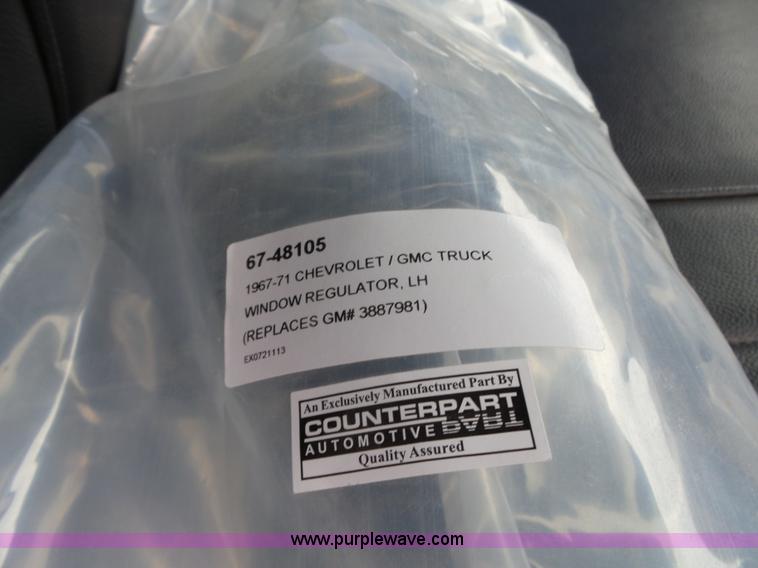 67-48105
1967-71 CHEVROLET / GMC TRUCK
WINDOW REGULATOR, LH
(REPLACES GM# 3887981)
EX0721113
An Exclusively Manufactured Part By
COUNTERPART
AUTOMOTIVE PART
Quality Assured
www.purplewave.com